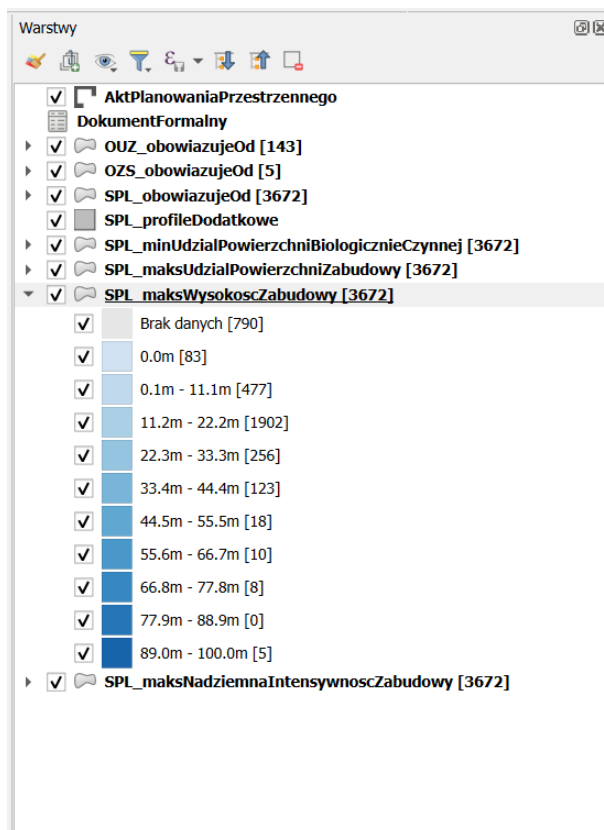 Warstwy
AktPlanowaniaPrzestrzennego
DokumentFormalny
OUZ_obowiazujeOd [143]
OZS_obowiazujeOd [5]
SPL_obowiazujeOd [3672]
SPL_profileDodatkowe
SPL_minUdzialPowierzchniBiologicznieCzynnej [3672]
SPL_maksUdzialPowierzchniZabudowy [3672]
SPL_maksWysokoscZabudowy [3672]
Brak danych [790]
0.0m [83]
0.1m - 11.1m [477]
11.2m - 22.2m [1902]
22.3m - 33.3m [256]
33.4m - 44.4m [123]
44.5m - 55.5m [18]
55.6m - 66.7m [10]
66.8m - 77.8m [8]
77.9m - 88.9m [0]
89.0m - 100.0m [5]
SPL_maksNadziemnaIntensywnoscZabudowy [3672]